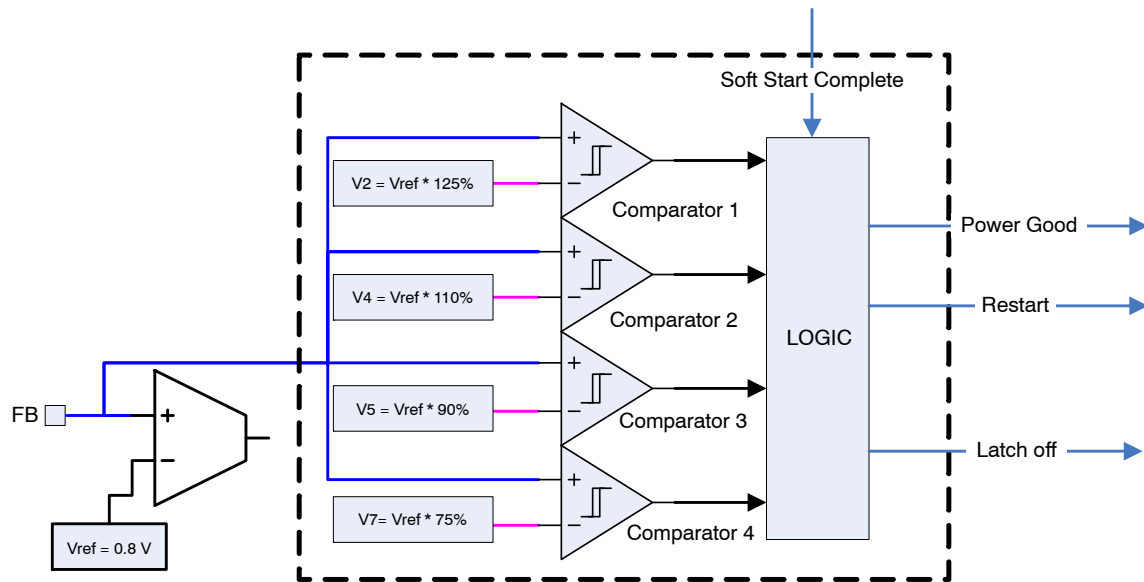 Soft Start Complete
+
V2 = Vref * 125%
−
Comparator 1
+
V4 = Vref * 110%
−
Comparator 2
LOGIC
Power Good
Restart
Latch off
+
V5 = Vref * 90%
−
Comparator 3
+
V7= Vref * 75%
−
Comparator 4
FB
+
−
Vref = 0.8 V